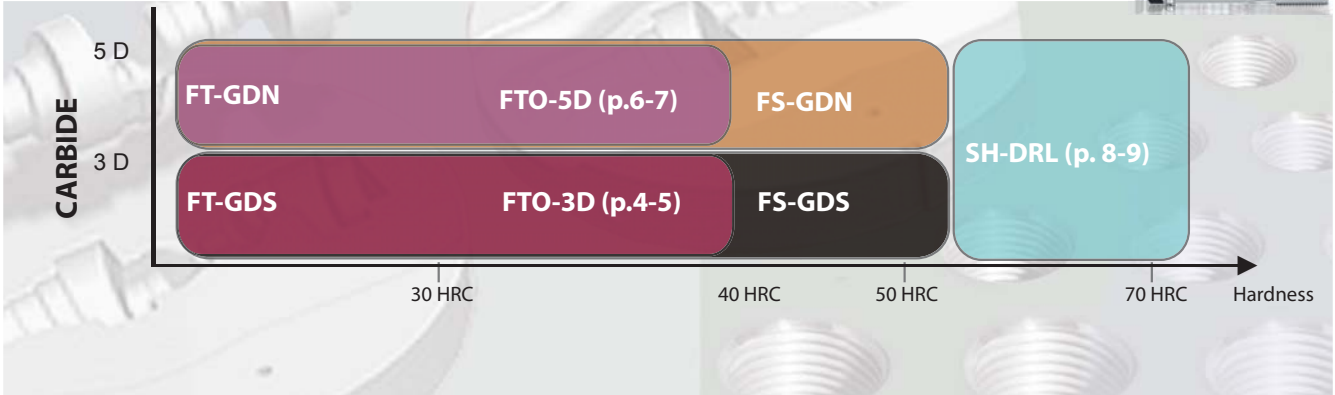 5 D
FT-GDN
FTO-5D (p.6-7)
FS-GDN
3 D
CARBIDE
SH-DRL (p. 8-9)
FT-GDS
FTO-3D (p.4-5)
FS-GDS
30 HRC
40 HRC
50 HRC
70 HRC
Hardness